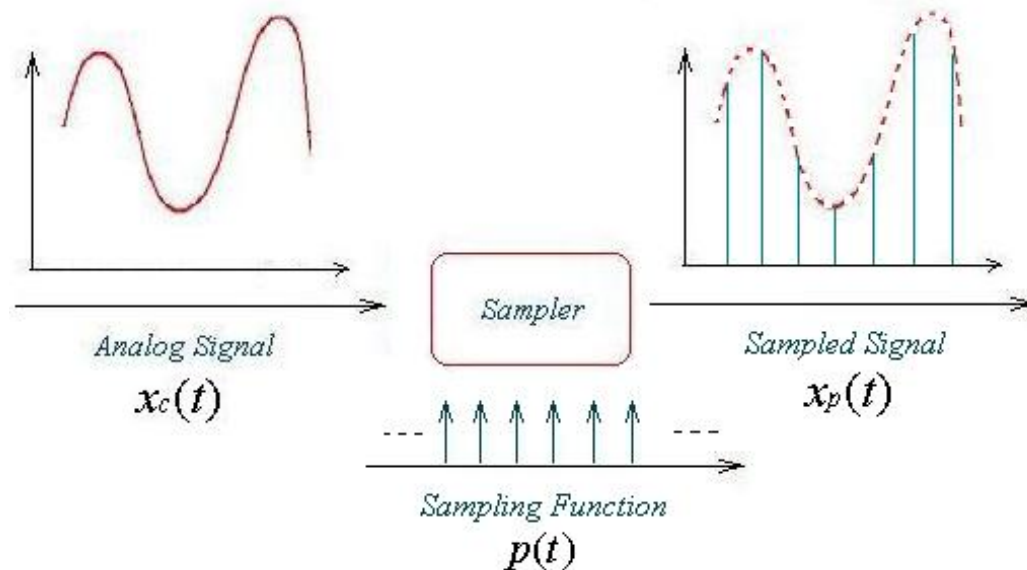 Analog Signal
x_c(t)
Sampler
Sampling Function
p(t)
Sampled Signal
x_p(t)